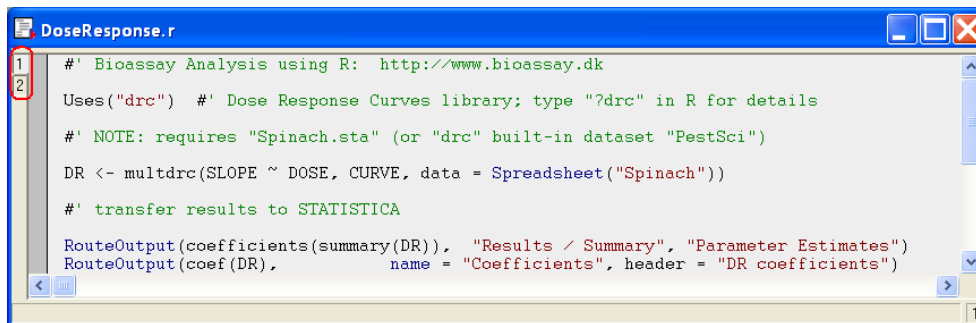 DoseResponse.r
1
2
#' Bioassay Analysis using R:  http://www.bioassay.dk
Uses("drc")  #' Dose Response Curves library; type "?drc" in R for details
#' NOTE: requires "Spinach.sta" (or "drc" built-in dataset "PestSci")
DR <- multdrc(SLOPE ~ DOSE, CURVE, data = Spreadsheet("Spinach"))
#' transfer results to STATISTICA
RouteOutput(coefficients(summary(DR)),  "Results / Summary", "Parameter Estimates")
RouteOutput(coef(DR),           name = "Coefficients", header = "DR coefficients")